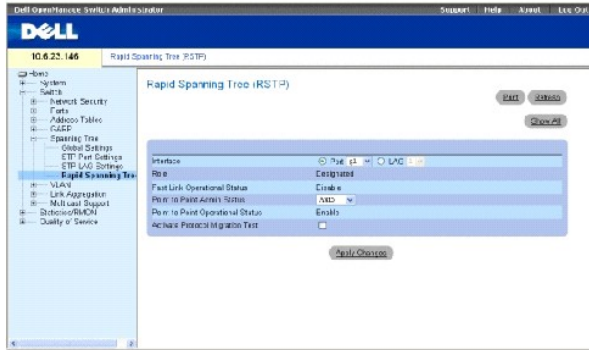 Dell OpenManage Switch Administrator
Support Help About Log Out
DELL
10.6.23.146
Rapid Spanning Tree (RSTP)
Home
System
Switch
Network Security
Ports
Address Tables
GARP
Spanning Tree
Global Settings
STP Port Settings
STP LAG Settings
Rapid Spanning Tre
VLAN
Link Aggregation
Multicast Support
Statistics/RMON
Quality of Service
Rapid Spanning Tree (RSTP)
Print Refresh
Show All
Interface Port g1 LAG 1
Role Designated
Fast Link Operational Status Disable
Point to Point Admin Status Auto
Point to Point Operational Status Enable
Activate Protocol Migration Test
Apply Changes